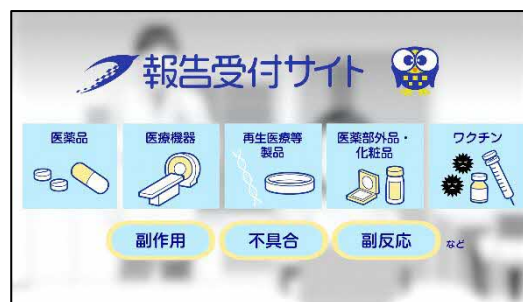 報告受付サイト
医薬品
医療機器
再生医療等
製品
医薬部外品・
化粧品
ワクチン
副作用
不具合
副反応
など